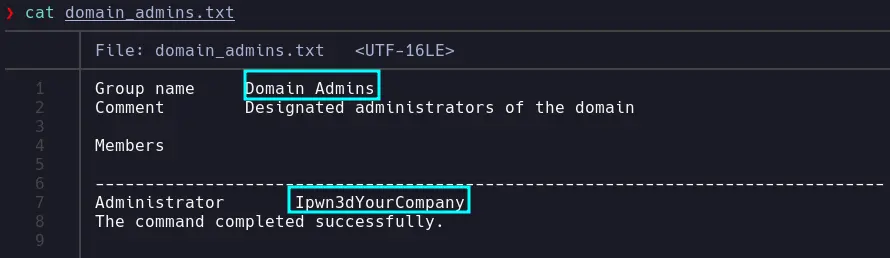 ❯ cat domain_admins.txt
File: domain_admins.txt   <UTF-16LE>
1 Group name     Domain Admins
2 Comment        Designated administrators of the domain
3
4 Members
5
6 -------------------------------------------------------------------------------
7 Administrator       Ipwn3dYourCompany
8 The command completed successfully.
9